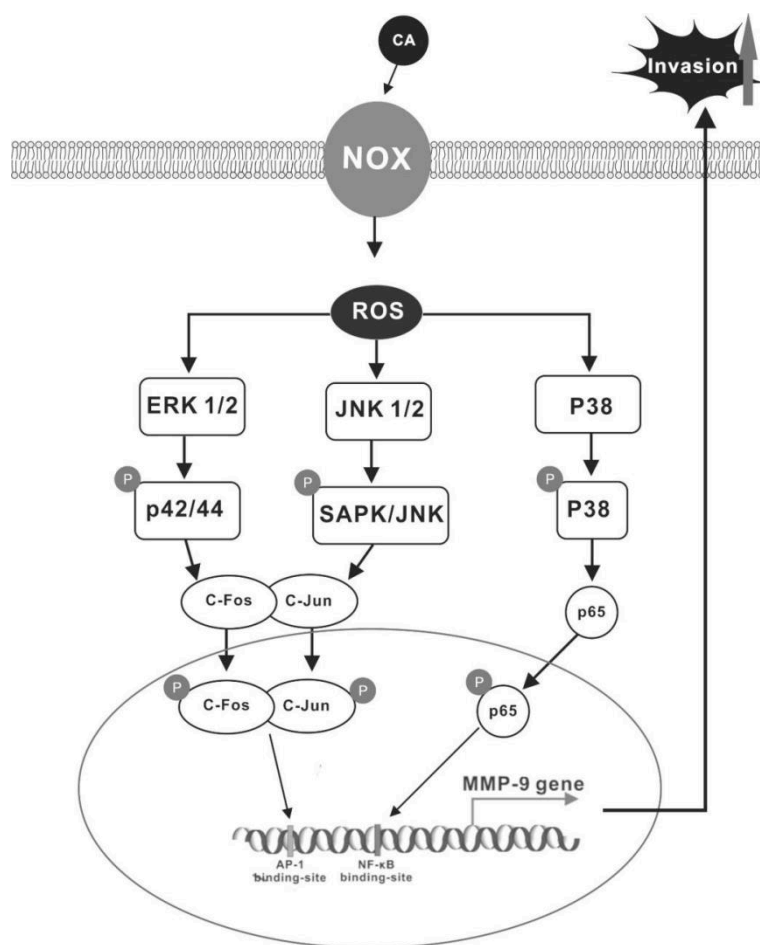 CA
Invasion
NOX
ROS
ERK 1/2
JNK 1/2
P38
P
P
P
p42/44
SAPK/JNK
P38
C-Fos
C-Jun
p65
P
P
P
C-Fos
C-Jun
p65
MMP-9 gene
AP-1
binding-site
NF-κB
binding-site